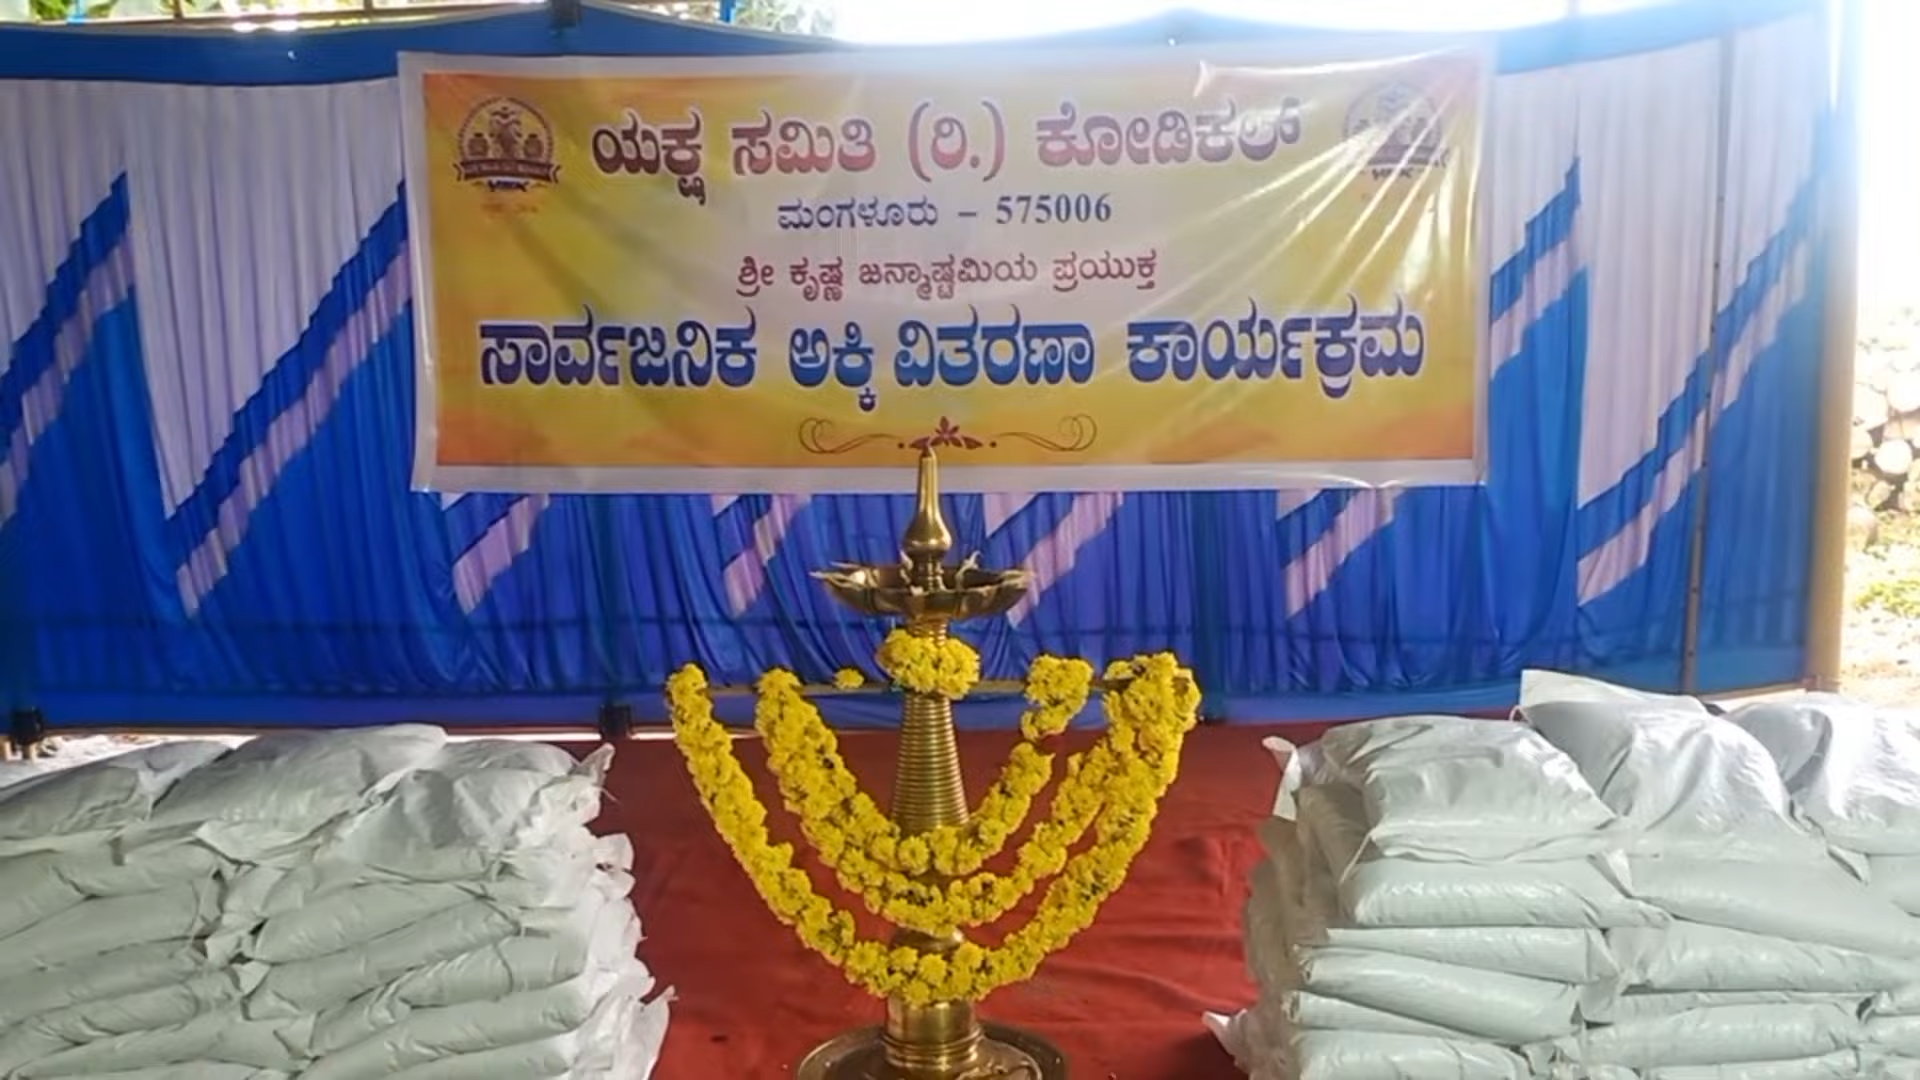 ಯಕ್ಷ ಸಮಿತಿ (ರಿ.) ಕೋಡಿಕಲ್
ಮಂಗಳೂರು – 575006
ಶ್ರೀ ಕೃಷ್ಣ ಜನ್ಮಾಷ್ಟಮಿಯ ಪ್ರಯುಕ್ತ
ಸಾರ್ವಜನಿಕ ಅಕ್ಕಿ ವಿತರಣಾ ಕಾರ್ಯಕ್ರಮ